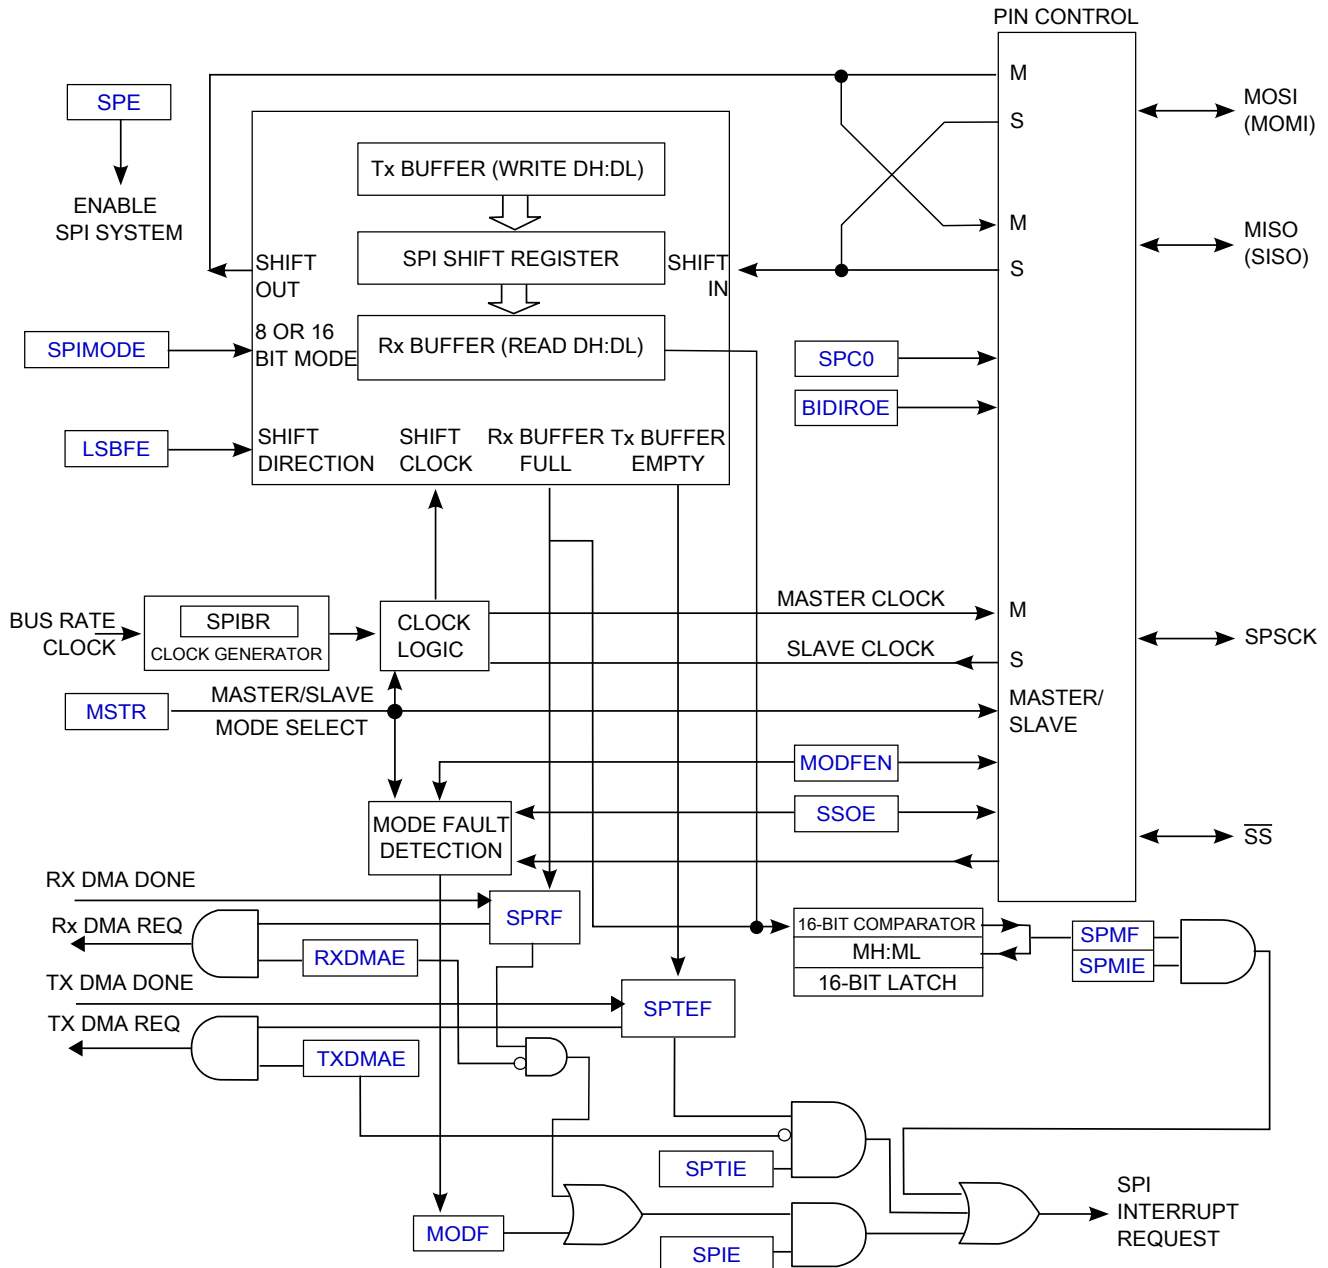 PIN CONTROL
M
SPE
MOSI
(MOMI)
S
Tx BUFFER (WRITE DH:DL)
ENABLE
SPI SYSTEM
M
MISO
(SISO)
SHIFT
OUT
SPI SHIFT REGISTER
SHIFT
IN
S
SPIMODE
8 OR 16
BIT MODE
Rx BUFFER (READ DH:DL)
SPC0
BIDIROE
LSBFE
SHIFT
DIRECTION
SHIFT
CLOCK
Rx BUFFER
FULL
Tx BUFFER
EMPTY
BUS RATE
CLOCK
SPIBR
CLOCK GENERATOR
CLOCK
LOGIC
MASTER CLOCK
M
SPSCK
SLAVE CLOCK
S
MSTR
MASTER/SLAVE
MODE SELECT
MASTER/
SLAVE
MODFEN
SSOE
MODE FAULT
DETECTION
SS
RX DMA DONE
SPRF
Rx DMA REQ
RXDMAE
16-BIT COMPARATOR
MH:ML
16-BIT LATCH
SPMF
SPMIE
TX DMA DONE
SPTEF
TX DMA REQ
TXDMAE
SPTIE
MODF
SPIE
SPI
INTERRUPT
REQUEST